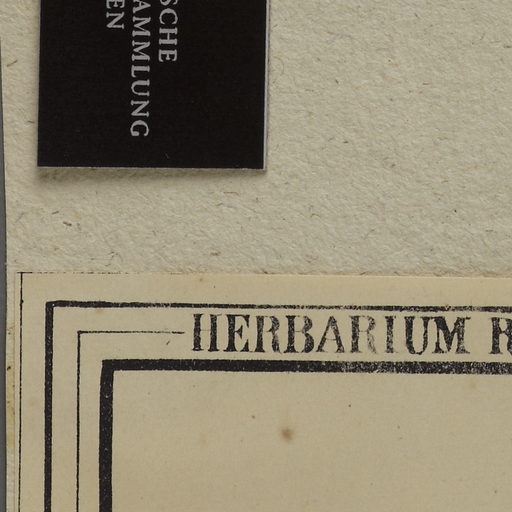 SCHE
AMMLUNG
EN
HERBARIUM R